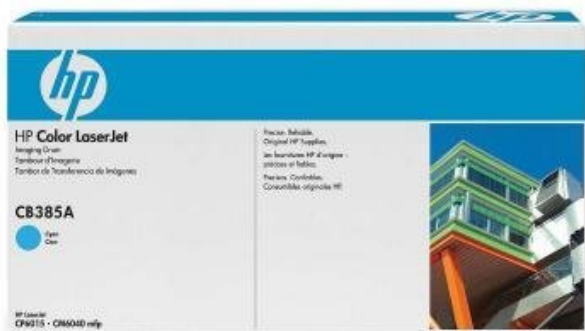 hp
HP Color LaserJet
Imaging Drum
Tambour d'Imagerie
Tambor de Transferencia de Imágenes
Precise. Reliable.
Original HP Supplies.
Les fournitures HP d'origine :
précises et fiables.
Precisos. Confiables.
Consumibles originales HP.
CB385A
Cyan
Cian
HP LaserJet
CP6015 · CM6040 mfp